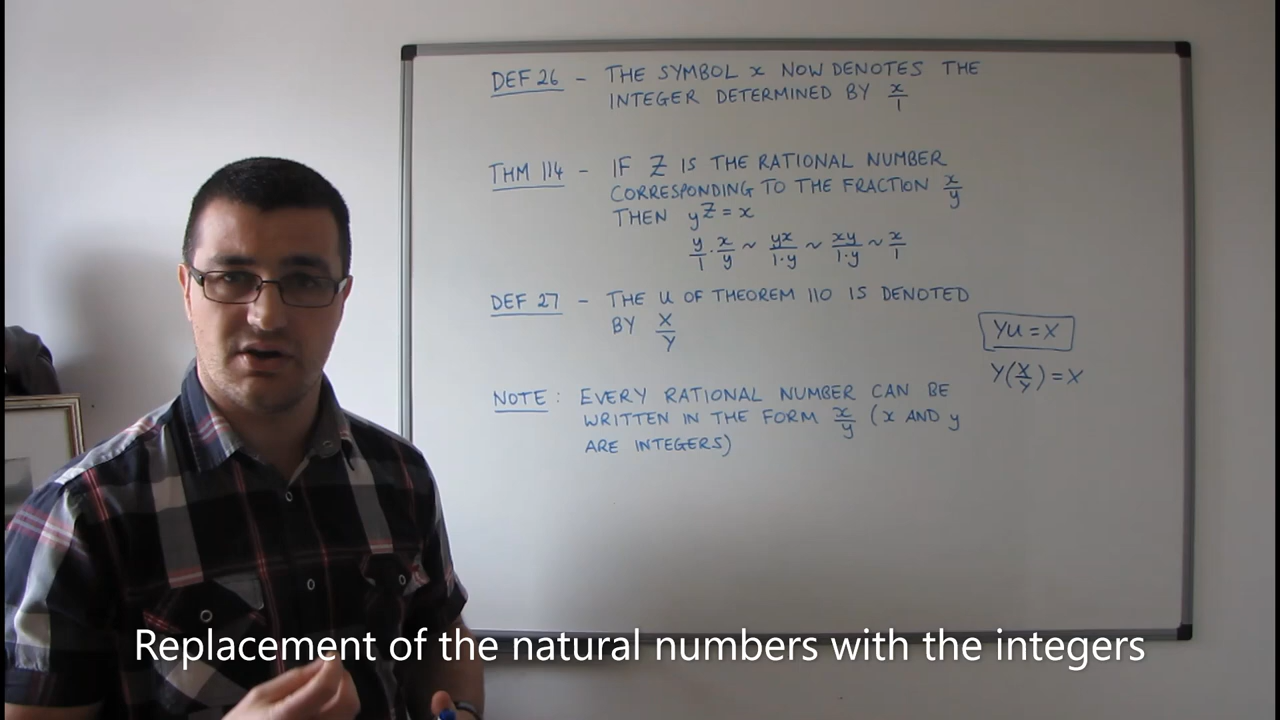 DEF 26 - THE SYMBOL x NOW DENOTES THE
INTEGER DETERMINED BY x/1
THM 114 - IF Z IS THE RATIONAL NUMBER
CORRESPONDING TO THE FRACTION x/y
THEN yZ = x
y/1 · x/y ~ yx/1·y ~ xy/1·y ~ x/1
DEF 27 - THE U OF THEOREM 110 IS DENOTED
BY X/Y
YU = X
Y(X/Y) = X
NOTE: EVERY RATIONAL NUMBER CAN BE
WRITTEN IN THE FORM x/y (x AND y
ARE INTEGERS)
Replacement of the natural numbers with the integers